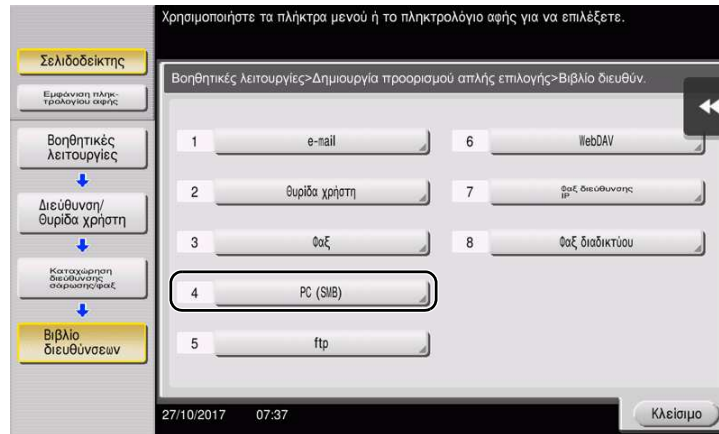 Χρησιμοποιήστε τα πλήκτρα μενού ή το πληκτρολόγιο αφής για να επιλέξετε.
Σελιδοδείκτης
Εμφάνιση πληκ-
τρολογίου αφής
Βοηθητικές
λειτουργίες
Διεύθυνση/
Θυρίδα χρήστη
Καταχώρηση
διεύθυνσης
σάρωσης/φαξ
Βιβλίο
διευθύνσεων
Βοηθητικές λειτουργίες>Δημιουργία προορισμού απλής επιλογής>Βιβλίο διευθύν.
1 e-mail
2 Θυρίδα χρήστη
3 Φαξ
4 PC (SMB)
5 ftp
6 WebDAV
7 Φαξ διεύθυνσης
IP
8 Φαξ διαδικτύου
27/10/2017 07:37
Κλείσιμο